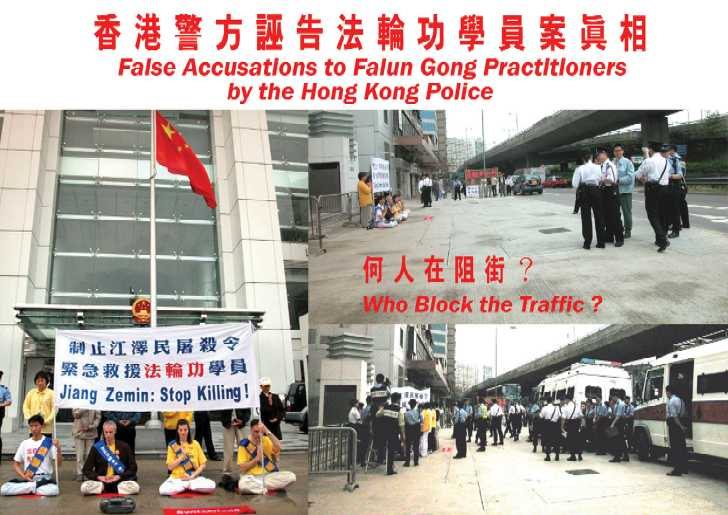 香港警方誣告法輪功學員案眞相
False Accusations to Falun Gong Practitioners
by the Hong Kong Police
何人在阻街？
Who Block the Traffic ?
制止江澤民屠殺令
緊急救援法輪功學員
Jiang Zemin: Stop Killing!
Switzerland